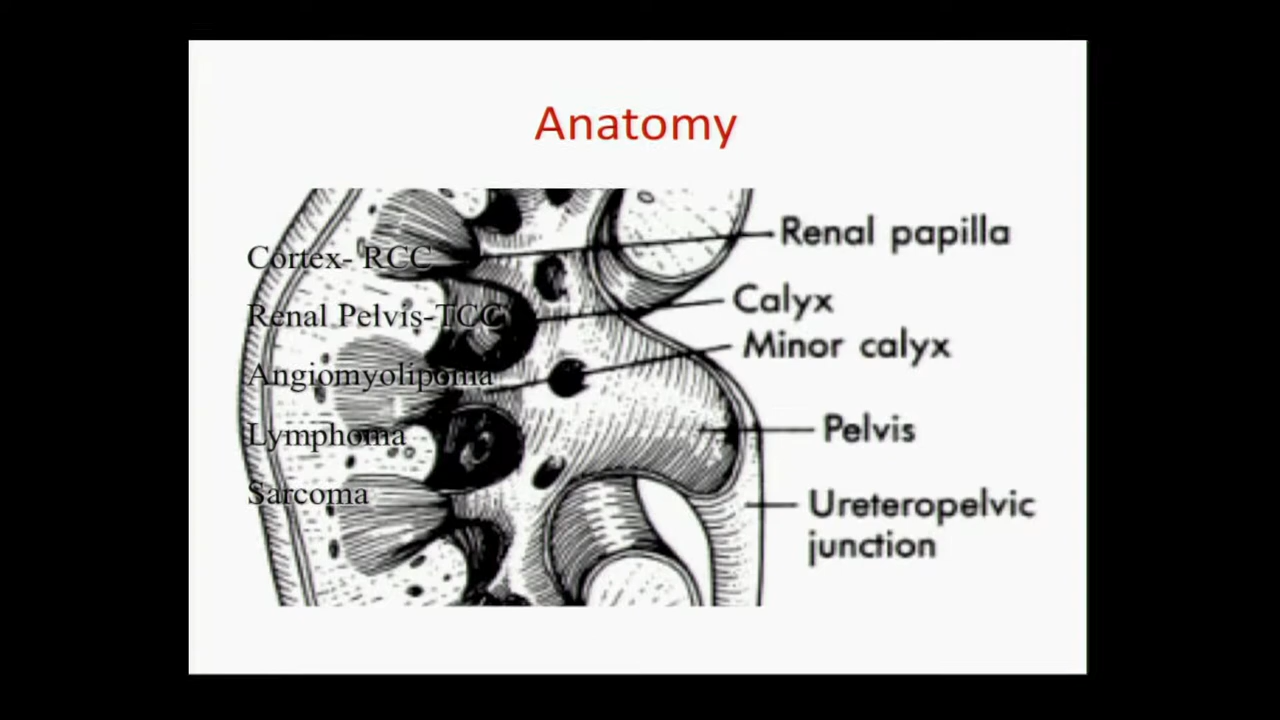 Anatomy
Cortex- RCC
Renal Pelvis-TCC
Angiomyolipoma
Lymphoma
Sarcoma
Renal papilla
Calyx
Minor calyx
Pelvis
Ureteropelvic
junction